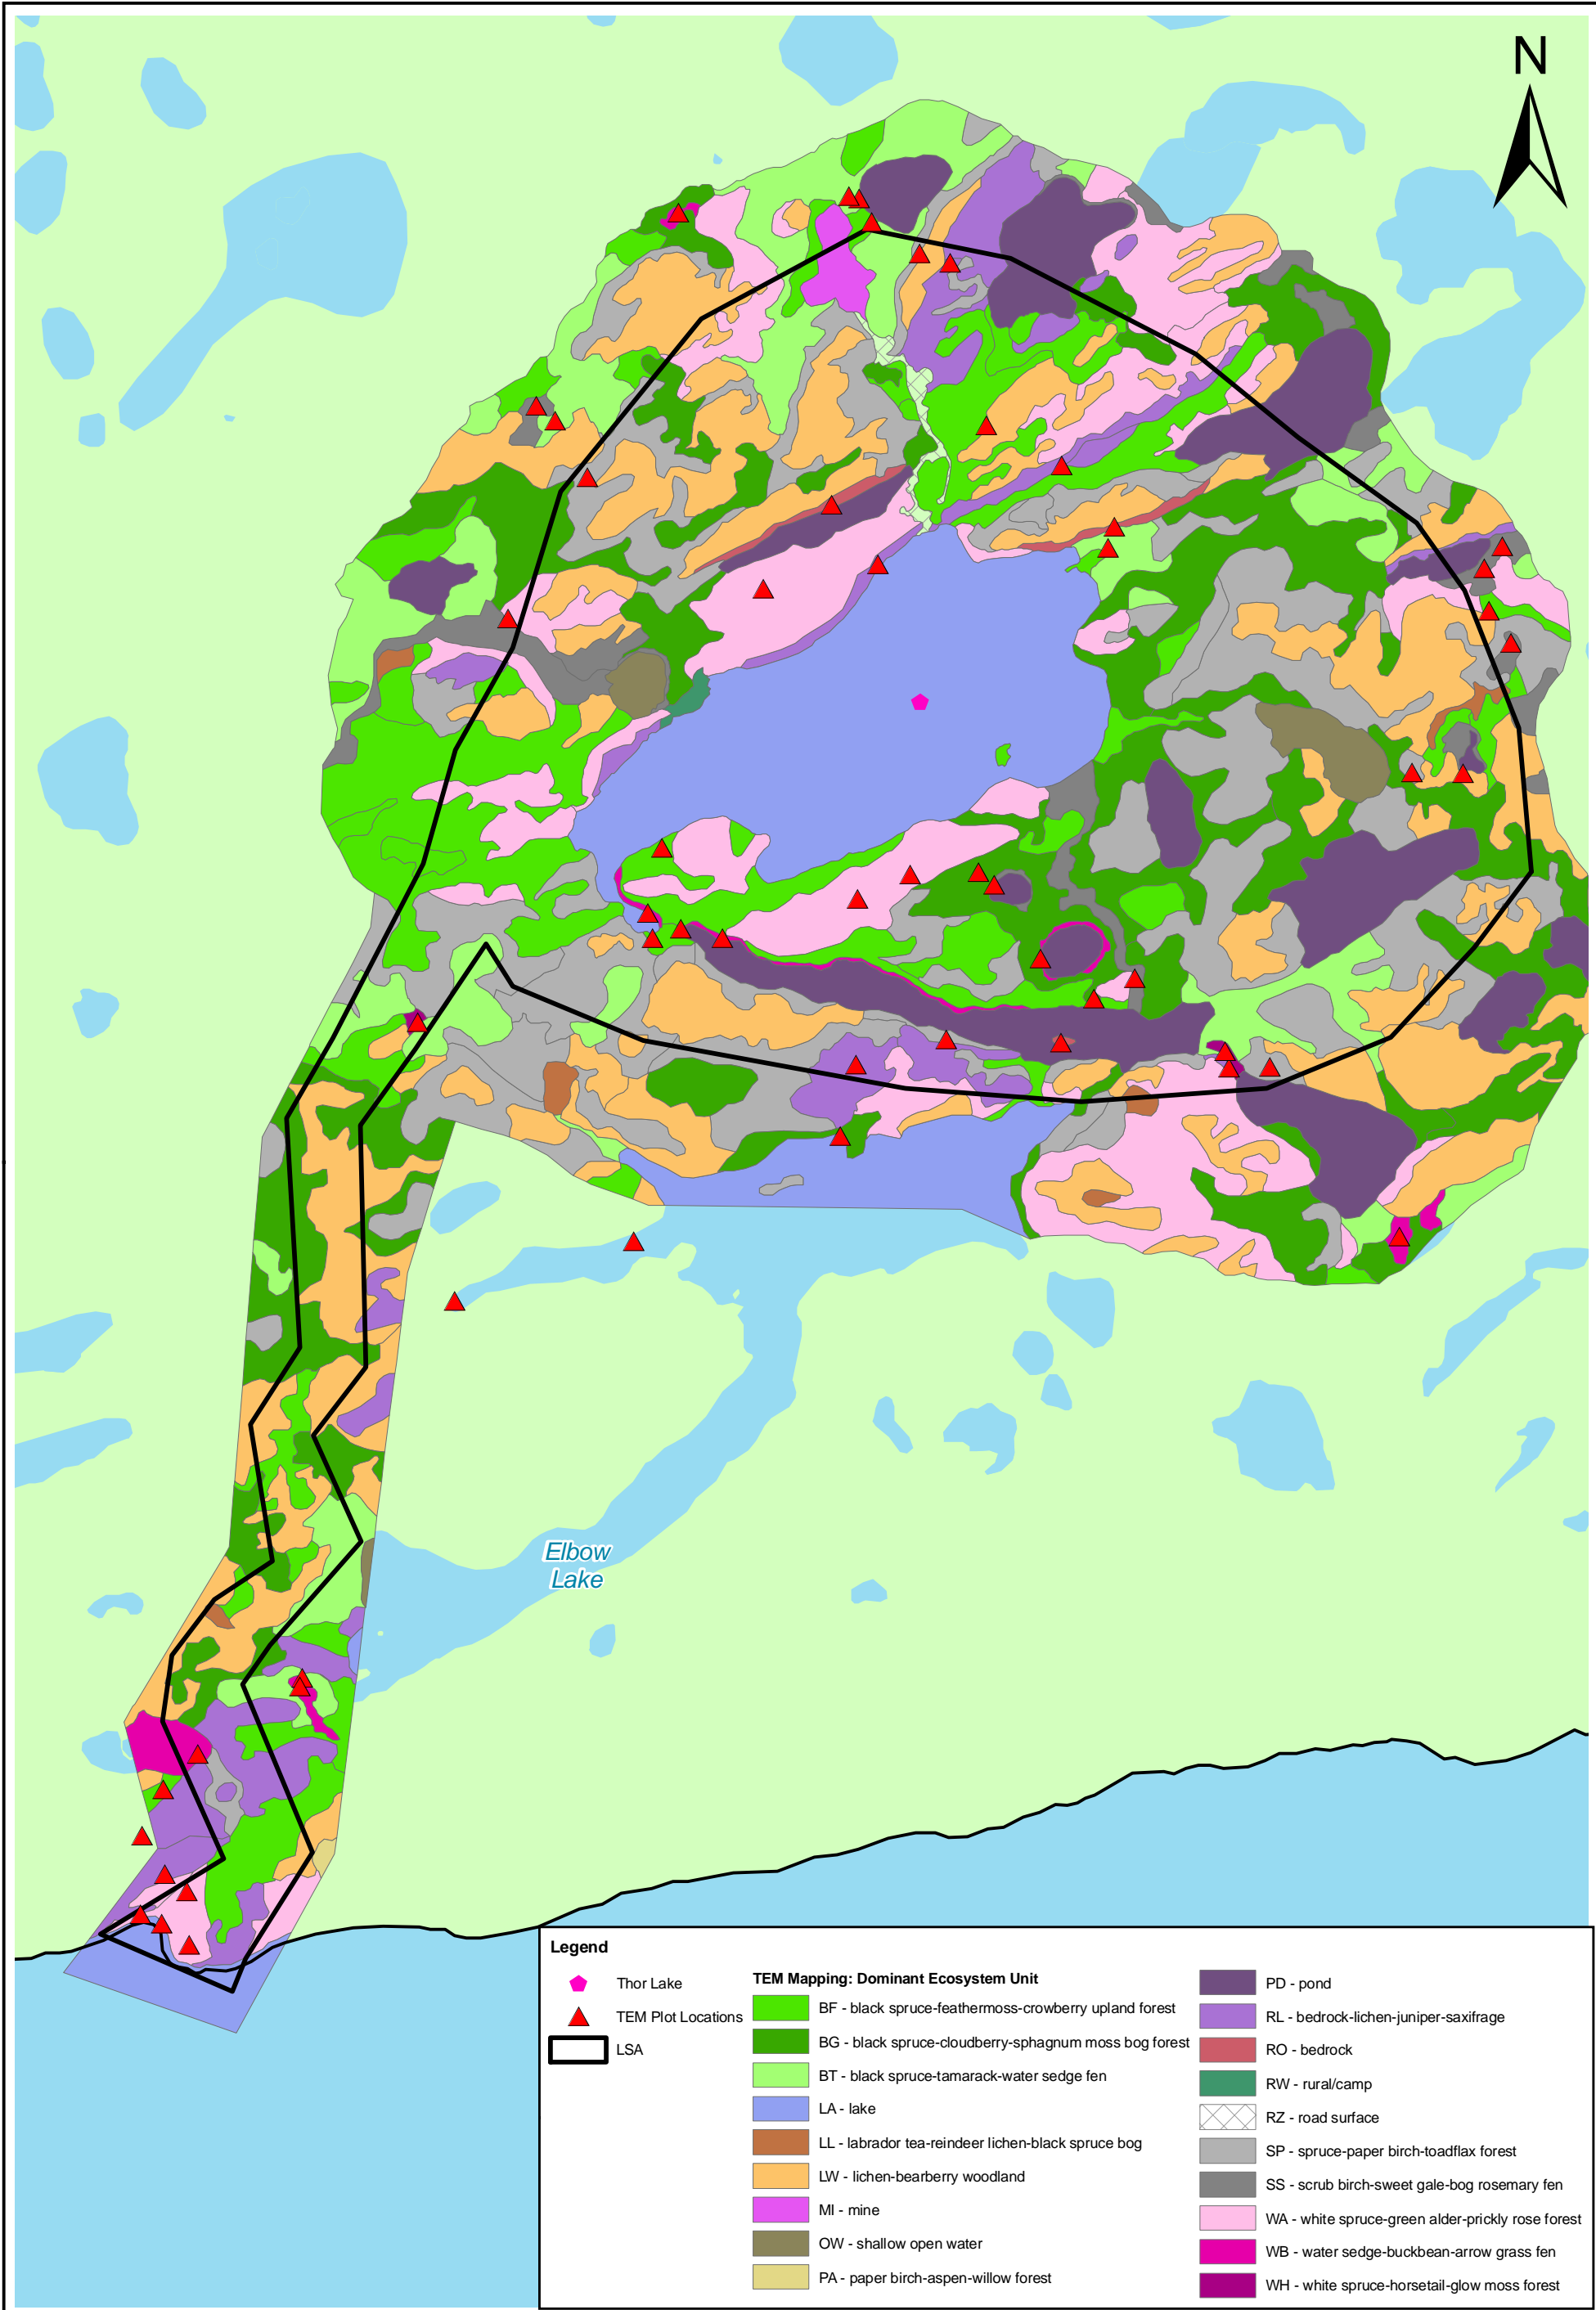 N
Elbow
Lake
Legend
Thor Lake
TEM Plot Locations
LSA
TEM Mapping: Dominant Ecosystem Unit
BF - black spruce-feathermoss-crowberry upland forest
BG - black spruce-cloudberry-sphagnum moss bog forest
BT - black spruce-tamarack-water sedge fen
LA - lake
LL - labrador tea-reindeer lichen-black spruce bog
LW - lichen-bearberry woodland
MI - mine
OW - shallow open water
PA - paper birch-aspen-willow forest
PD - pond
RL - bedrock-lichen-juniper-saxifrage
RO - bedrock
RW - rural/camp
RZ - road surface
SP - spruce-paper birch-toadflax forest
SS - scrub birch-sweet gale-bog rosemary fen
WA - white spruce-green alder-prickly rose forest
WB - water sedge-buckbean-arrow grass fen
WH - white spruce-horsetail-glow moss forest